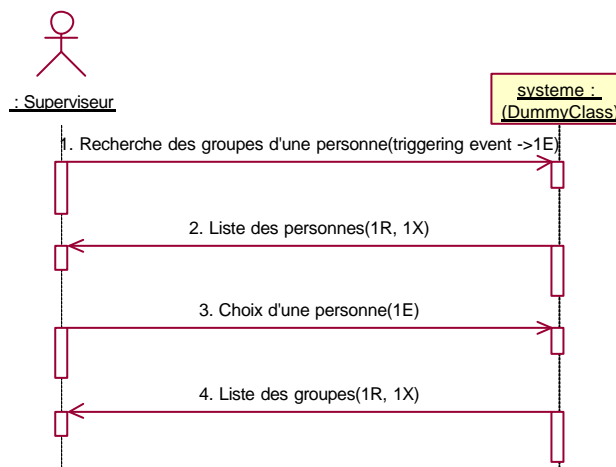 : Superviseur
systeme :
(DummyClass)
1. Recherche des groupes d'une personne(triggering event ->1E)
2. Liste des personnes(1R, 1X)
3. Choix d'une personne(1E)
4. Liste des groupes(1R, 1X)